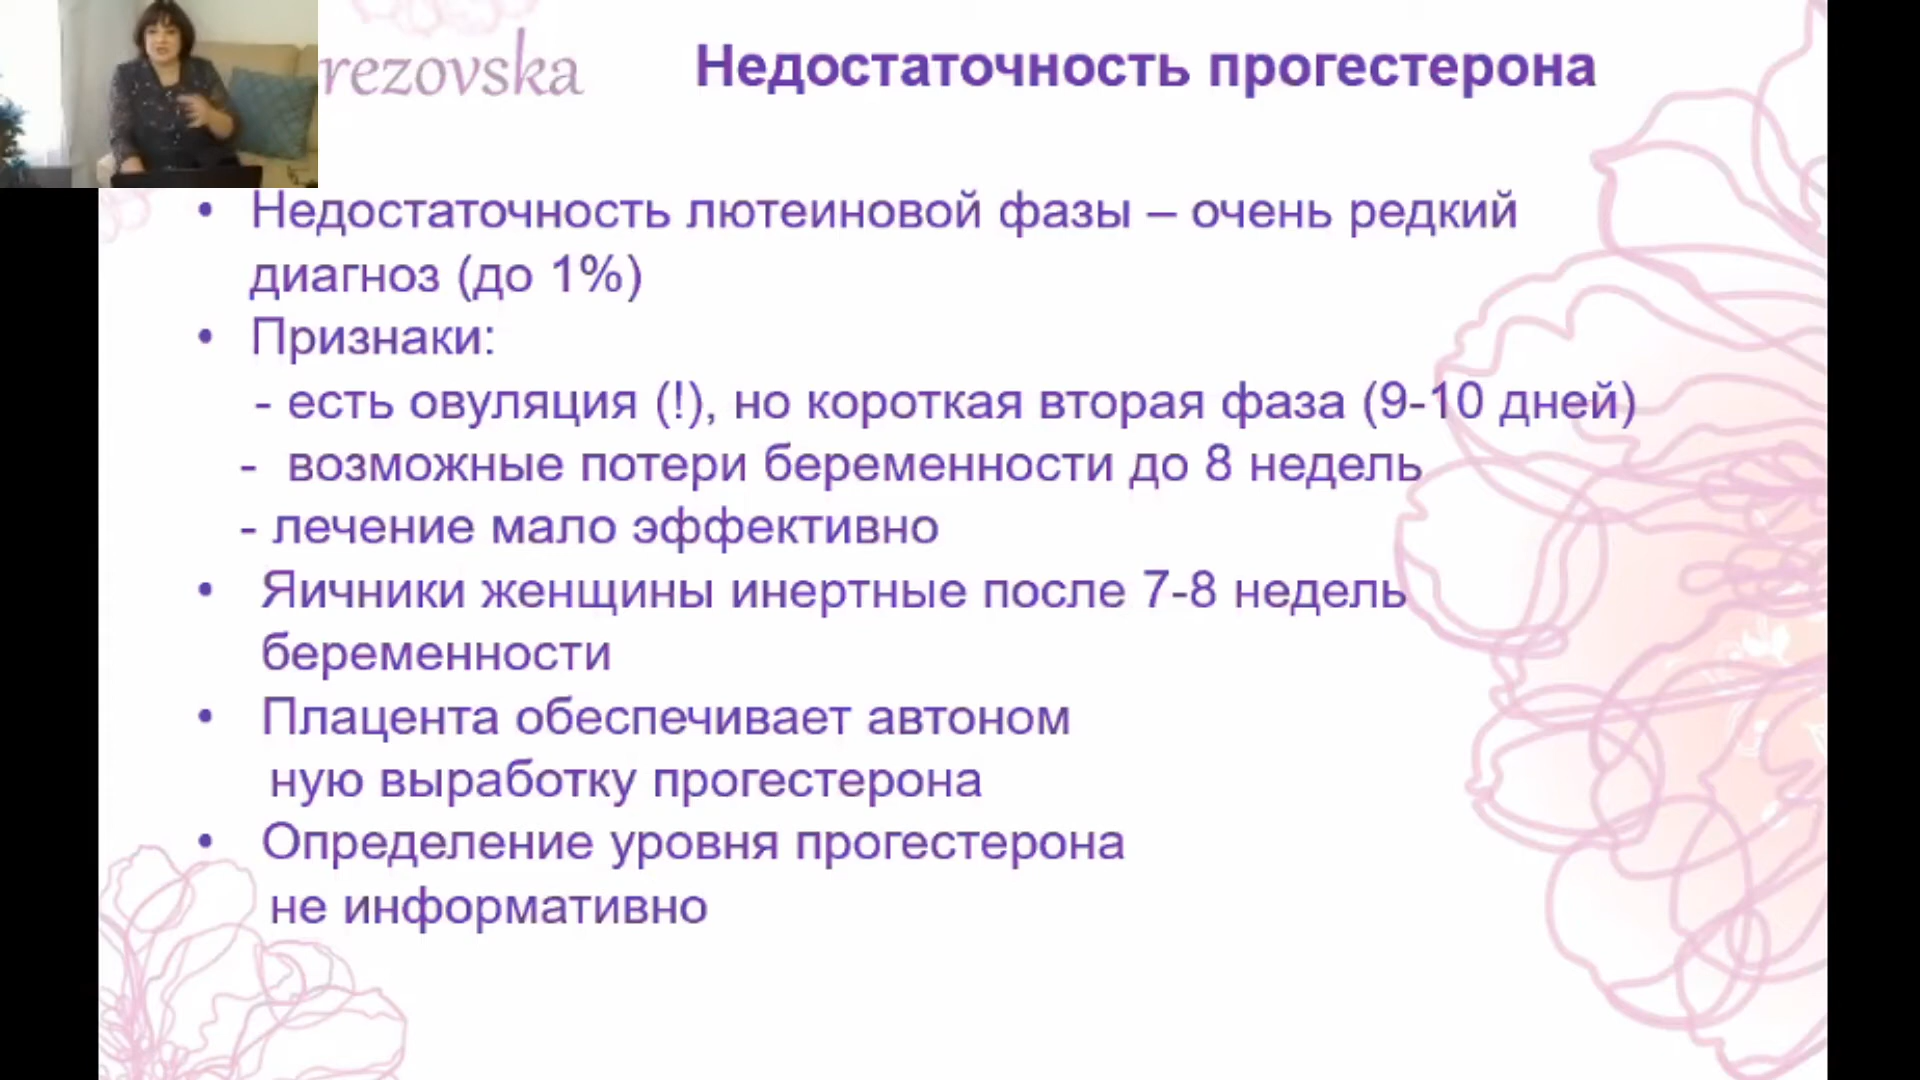 rezovska
Недостаточность прогестерона
• Недостаточность лютеиновой фазы – очень редкий
диагноз (до 1%)
• Признаки:
- есть овуляция (!), но короткая вторая фаза (9-10 дней)
- возможные потери беременности до 8 недель
- лечение мало эффективно
• Яичники женщины инертные после 7-8 недель
беременности
• Плацента обеспечивает автоном
ную выработку прогестерона
• Определение уровня прогестерона
не информативно